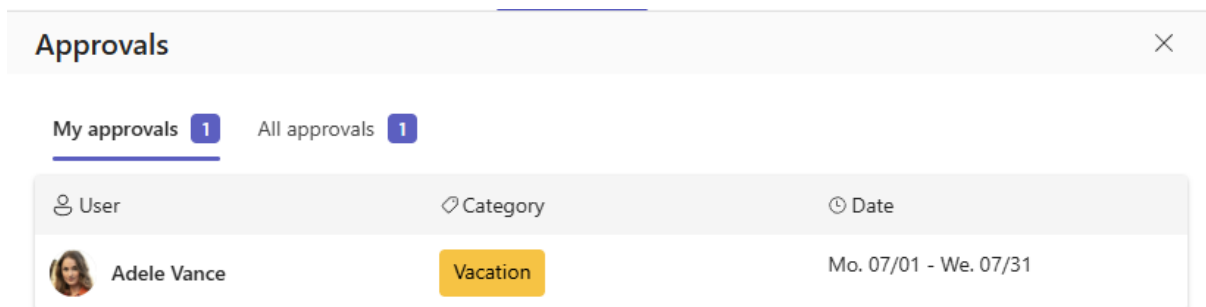 Approvals
My approvals 1 All approvals 1
User Category Date
Adele Vance Vacation Mo. 07/01 - We. 07/31